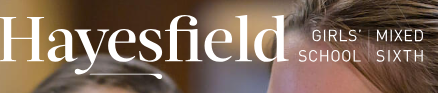 Hayesfield
GIRLS' | MIXED
SCHOOL | SIXTH